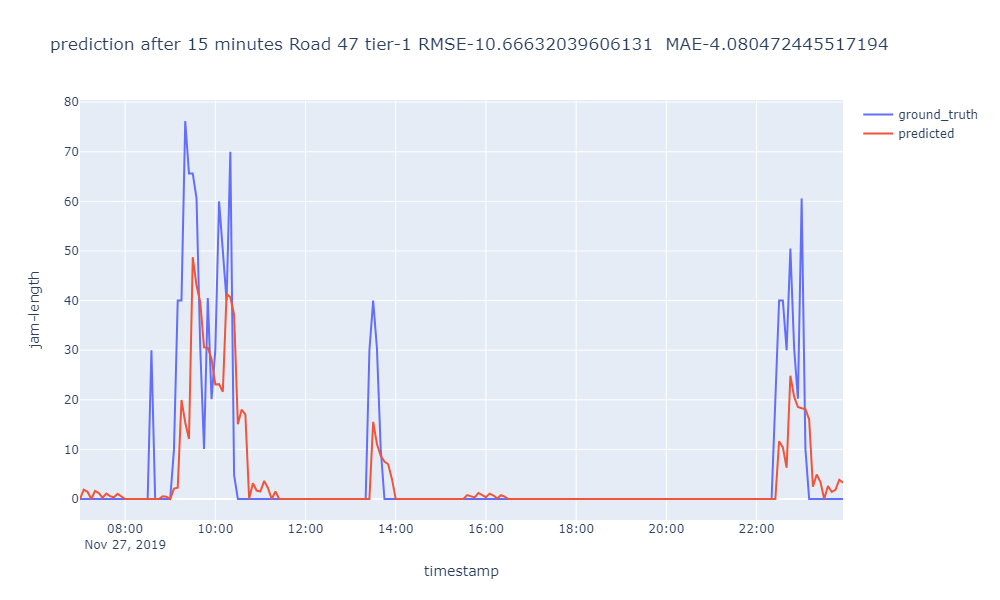 prediction after 15 minutes Road 47 tier-1 RMSE-10.66632039606131  MAE-4.080472445517194
ground_truth
predicted
80
70
60
50
40
30
20
10
0
jam-length
08:00 10:00 12:00 14:00 16:00 18:00 20:00 22:00
Nov 27, 2019
timestamp